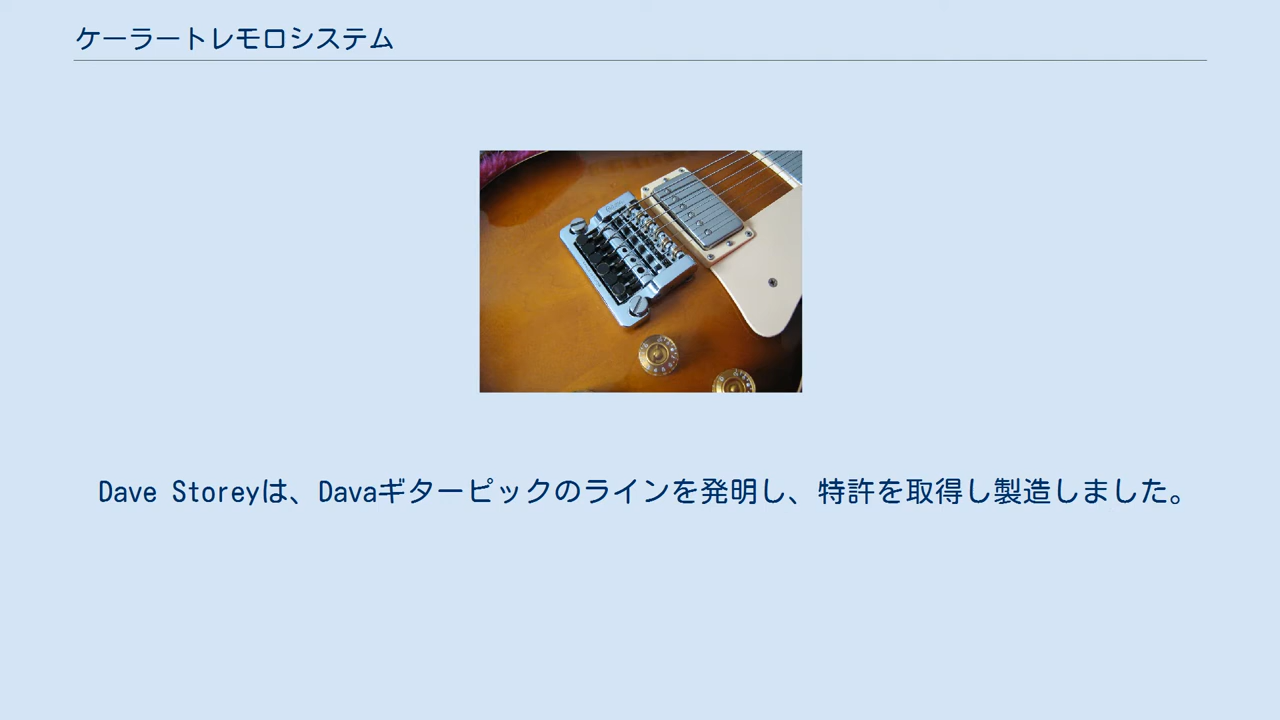 ケーラートレモロシステム
Dave Storeyは、Davaギターピックのラインを発明し、特許を取得し製造しました。